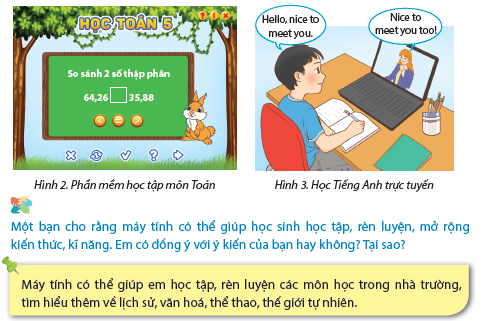 HỌC TOÁN 5
So sánh 2 số thập phân
64,26 35,88
< = >
Hello, nice to
meet you.
Nice to
meet you too!
Hình 2. Phần mềm học tập môn Toán
Hình 3. Học Tiếng Anh trực tuyến
Một bạn cho rằng máy tính có thể giúp học sinh học tập, rèn luyện, mở rộng
kiến thức, kĩ năng. Em có đồng ý với ý kiến của bạn hay không? Tại sao?
Máy tính có thể giúp em học tập, rèn luyện các môn học trong nhà trường,
tìm hiểu thêm về lịch sử, văn hoá, thể thao, thế giới tự nhiên.